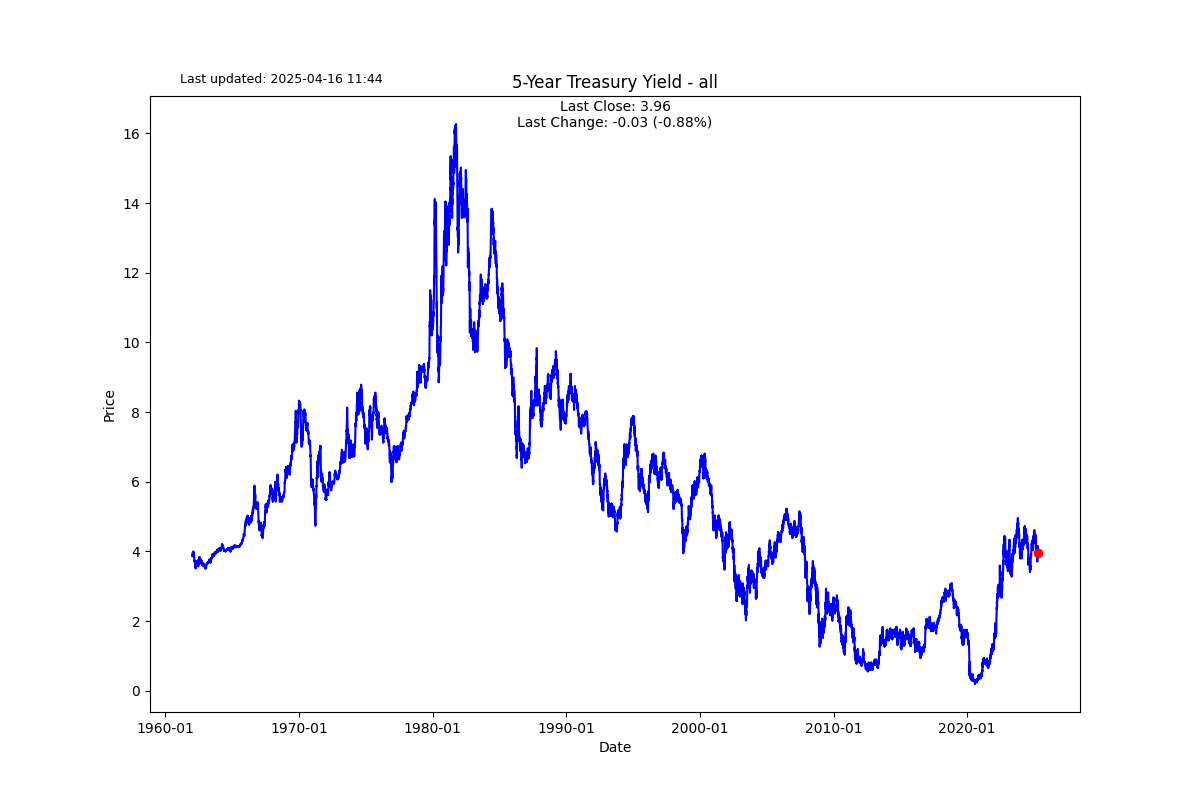 Last updated: 2025-04-16 11:44
5-Year Treasury Yield - all
Last Close: 3.96
Last Change: -0.03 (-0.88%)
Price
16
14
12
10
8
6
4
2
0
1960-01
1970-01
1980-01
1990-01
2000-01
2010-01
2020-01
Date